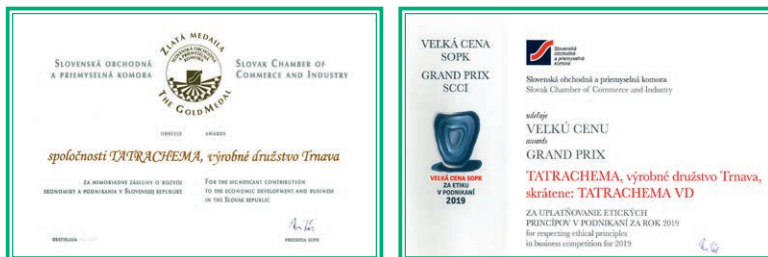 ZLATÁ MEDAILA
SLOVENSKÁ OBCHODNÁ
A PRIEMYSELNÁ KOMORA
SLOVENSKÁ OBCHODNÁ
A PRIEMYSELNÁ
KOMORA
SLOVAK CHAMBER OF
COMMERCE AND INDUSTRY
THE GOLD MEDAL
UDEĽUJE AWARDS
spoločnosti TATRACHEMA, výrobné družstvo Trnava
ZA MIMORIADNE ZÁSLUHY O ROZVOJ
EKONOMIKY A PODNIKANIA V SLOVENSKEJ REPUBLIKE
FOR THE SIGNIFICANT CONTRIBUTION
TO THE ECONOMIC DEVELOPMENT AND BUSINESS
IN THE SLOVAK REPUBLIC
BRATISLAVA
PREDSEDA SOPK
VEĽKÁ CENA
SOPK
GRAND PRIX
SCCI
VEĽKÁ CENA SOPK
ZA ETIKU
V PODNIKANÍ
2019
Slovenská
obchodná a
priemyselná
komora
Slovenská obchodná a priemyselná komora
Slovak Chamber of Commerce and Industry
udeľuje
VEĽKÚ CENU
awards
GRAND PRIX
TATRACHEMA, výrobné družstvo Trnava,
skrátene: TATRACHEMA VD
ZA UPLATŇOVANIE ETICKÝCH
PRINCÍPOV V PODNIKANÍ ZA ROK 2019
for respecting ethical principles
in business competition for 2019